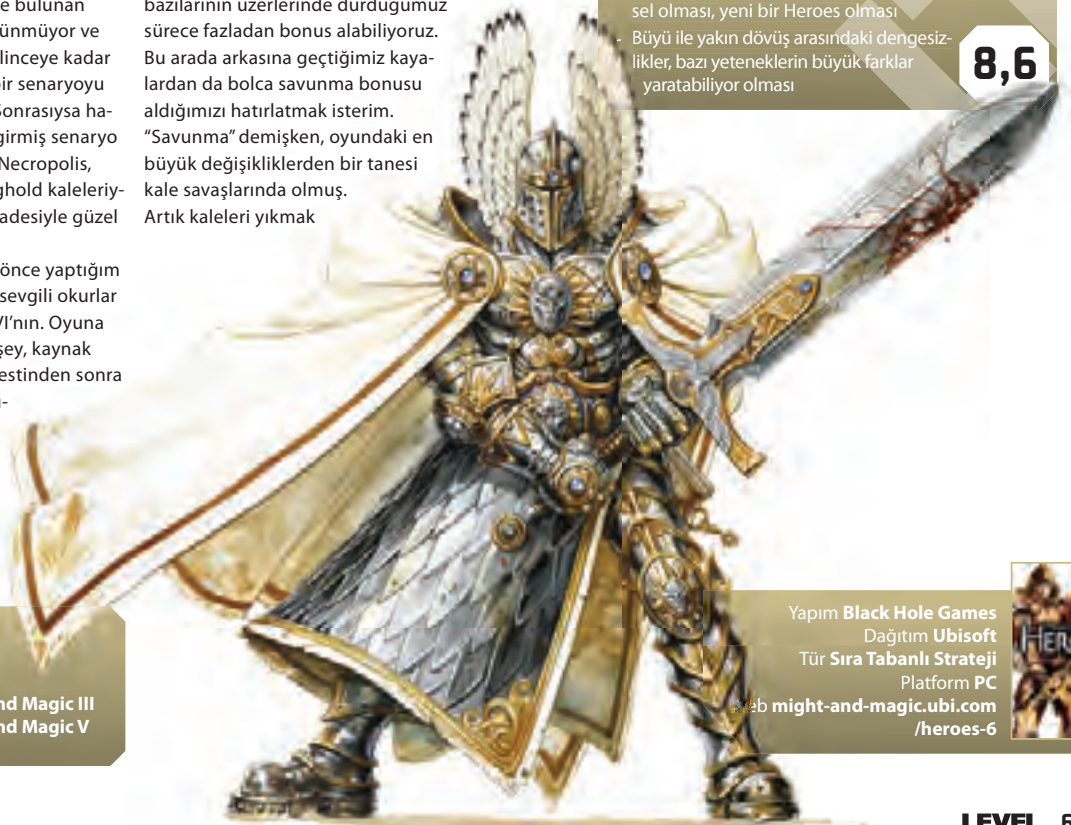 e bulunan
ünmüyor ve
linceye kadar
bir senaryoyu
Sonrasıysa ha-
girmiş senaryo
Necropolis,
ghold kaleleriy-
adesiyle güzel
önce yaptığım
sevgili okurlar
VI’nın. Oyuna
şey, kaynak
estinden sonra
bazılarının üzerlerinde durduğumuz
sürece fazladan bonus alabiliyoruz.
Bu arada arkasına geçtiğimiz kaya-
lardan da bolca savunma bonusu
aldığımızı hatırlatmak isterim.
“Savunma” demişken, oyundaki en
büyük değişikliklerden bir tanesi
kale savaşlarında olmuş.
Artık kaleleri yıkmak
sel olması, yeni bir Heroes olması
- Büyü ile yakın dövüş arasındaki dengesiz-
likler, bazı yeteneklerin büyük farklar
yaratabiliyor olması
8,6
nd Magic III
nd Magic V
Yapım Black Hole Games
Dağıtım Ubisoft
Tür Sıra Tabanlı Strateji
Platform PC
eb might-and-magic.ubi.com
/heroes-6
HER
LEVEL 6